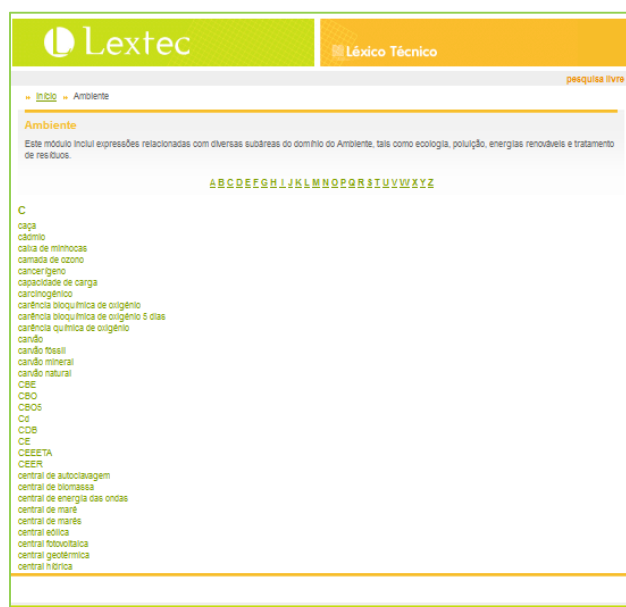 Lextec
Léxico Técnico
pesquisa livre
» Início » Ambiente
Ambiente
Este módulo inclui expressões relacionadas com diversas subáreas do domínio do Ambiente, tais como ecologia, poluição, energias renováveis e tratamento
de resíduos.
A B C D E F G H I J K L M N O P Q R S T U V W X Y Z
C
caça
cádmio
caixa de minhocas
camada de ozono
cancerígeno
capacidade de carga
carcinogénico
carência bioquímica de oxigénio
carência bioquímica de oxigénio 5 dias
carência química de oxigénio
carvão
carvão fóssil
carvão mineral
carvão natural
CBE
CBO
CBO5
Cd
CDB
CE
CEEETA
CEER
central de autoclavagem
central de biomassa
central de energia das ondas
central de maré
central de marés
central eólica
central fotovoltaica
central geotérmica
central hídrica